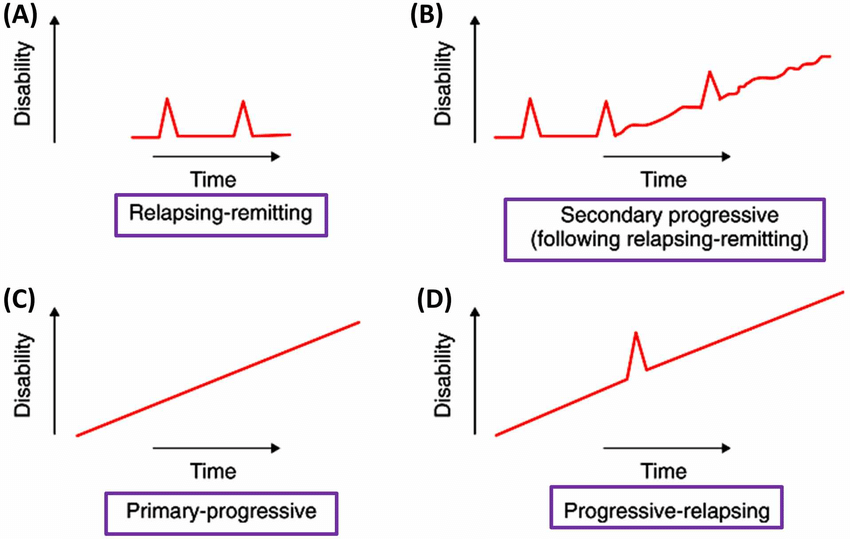 (A)
Disability
Time
Relapsing-remitting
(B)
Disability
Time
Secondary progressive
(following relapsing-remitting)
(C)
Disability
Time
Primary-progressive
(D)
Disability
Time
Progressive-relapsing